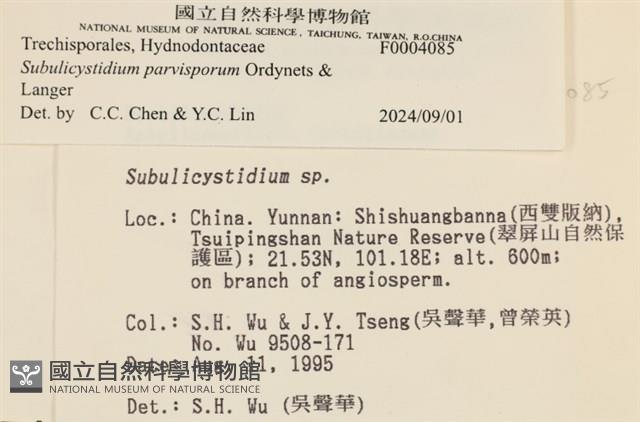 國立自然科學博物館
NATIONAL MUSEUM OF NATURAL SCIENCE, TAICHUNG, TAIWAN, R.O.CHINA
Trechisporales, Hydnodontaceae F0004085
Subulicystidium parvisporum Ordynets &
Langer
Det. by C.C. Chen & Y.C. Lin 2024/09/01
085
Subulicystidium sp.
Loc.: China. Yunnan: Shishuangbanna(西雙版納),
Tsuipingshan Nature Reserve(翠屏山自然保
護區); 21.53N, 101.18E; alt. 600m;
on branch of angiosperm.
Col.: S.H. Wu & J.Y. Tseng(吳聲華,曾榮英)
No. Wu 9508-171
Date: Aug. 11, 1995
Det.: S.H. Wu (吳聲華)
國立自然科學博物館
NATIONAL MUSEUM OF NATURAL SCIENCE